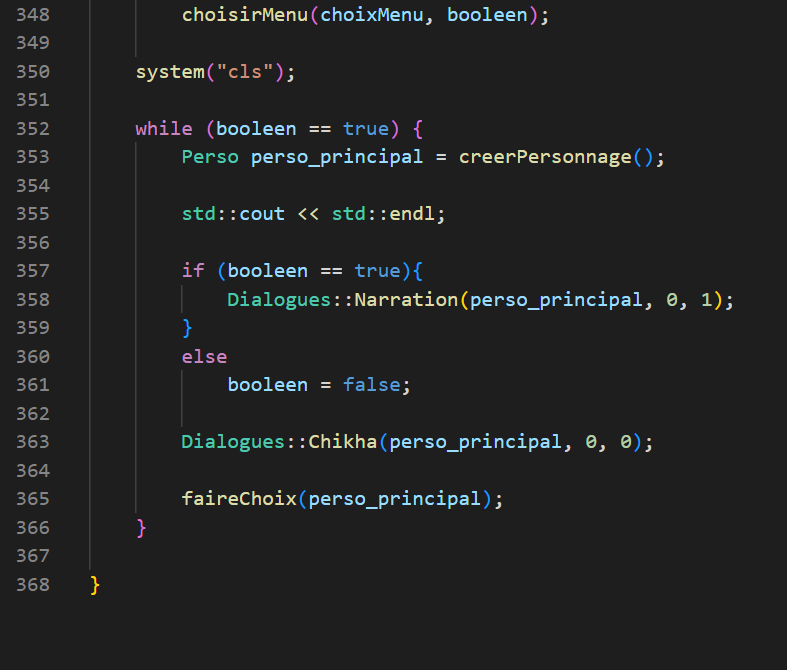 348 choisirMenu(choixMenu, booleen);
349
350 system("cls");
351
352 while (booleen == true) {
353 Perso perso_principal = creerPersonnage();
354
355 std::cout << std::endl;
356
357 if (booleen == true){
358 Dialogues::Narration(perso_principal, 0, 1);
359 }
360 else
361 booleen = false;
362
363 Dialogues::Chikha(perso_principal, 0, 0);
364
365 faireChoix(perso_principal);
366 }
367
368 }